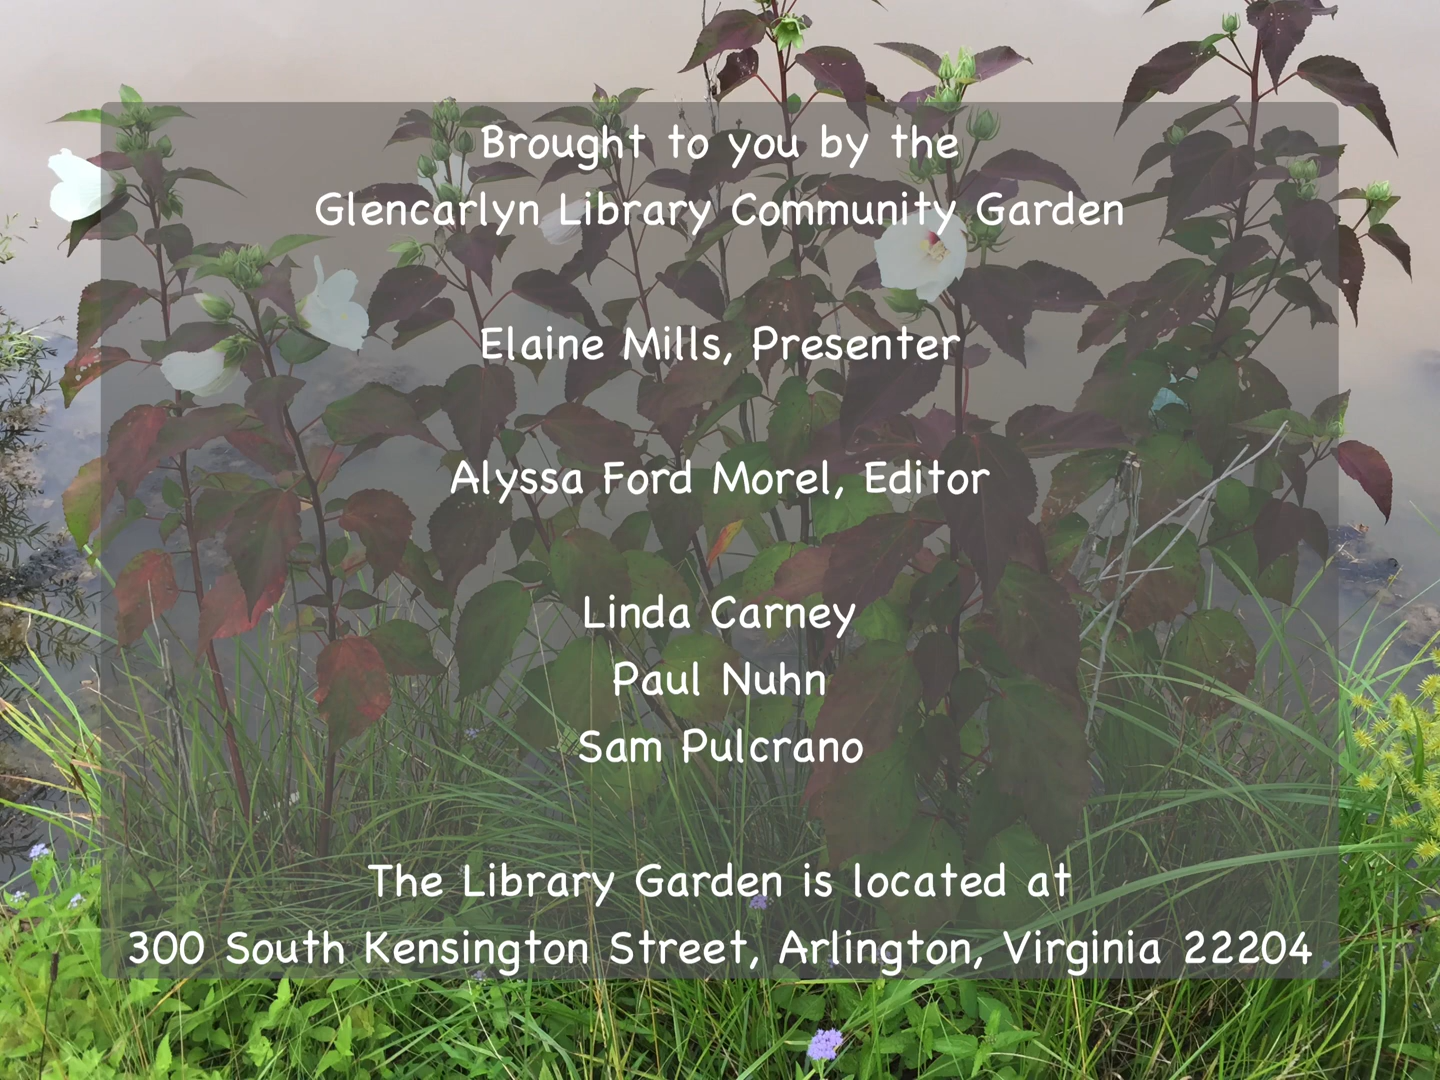 Brought to you by the
Glencarlyn Library Community Garden
Elaine Mills, Presenter
Alyssa Ford Morel, Editor
Linda Carney
Paul Nuhn
Sam Pulcrano
The Library Garden is located at
300 South Kensington Street, Arlington, Virginia 22204